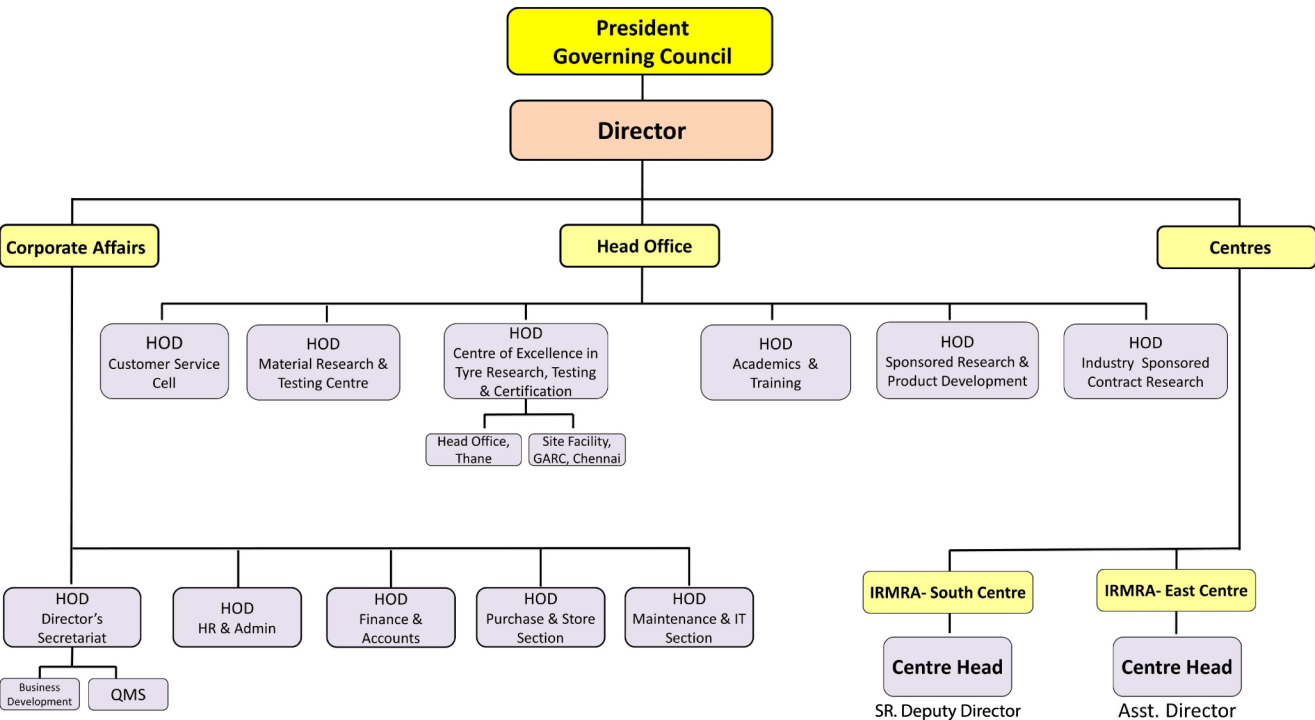 President
Governing Council
Director
Corporate Affairs
Head Office
Centres
HOD
Customer Service
Cell
HOD
Material Research &
Testing Centre
HOD
Centre of Excellence in
Tyre Research, Testing
& Certification
HOD
Academics &
Training
HOD
Sponsored Research &
Product Development
HOD
Industry Sponsored
Contract Research
Head Office,
Thane
Site Facility,
GARC, Chennai
HOD
Director's
Secretariat
HOD
HR & Admin
HOD
Finance &
Accounts
HOD
Purchase & Store
Section
HOD
Maintenance & IT
Section
Business
Development
QMS
IRMRA- South Centre
IRMRA- East Centre
Centre Head
SR. Deputy Director
Centre Head
Asst. Director